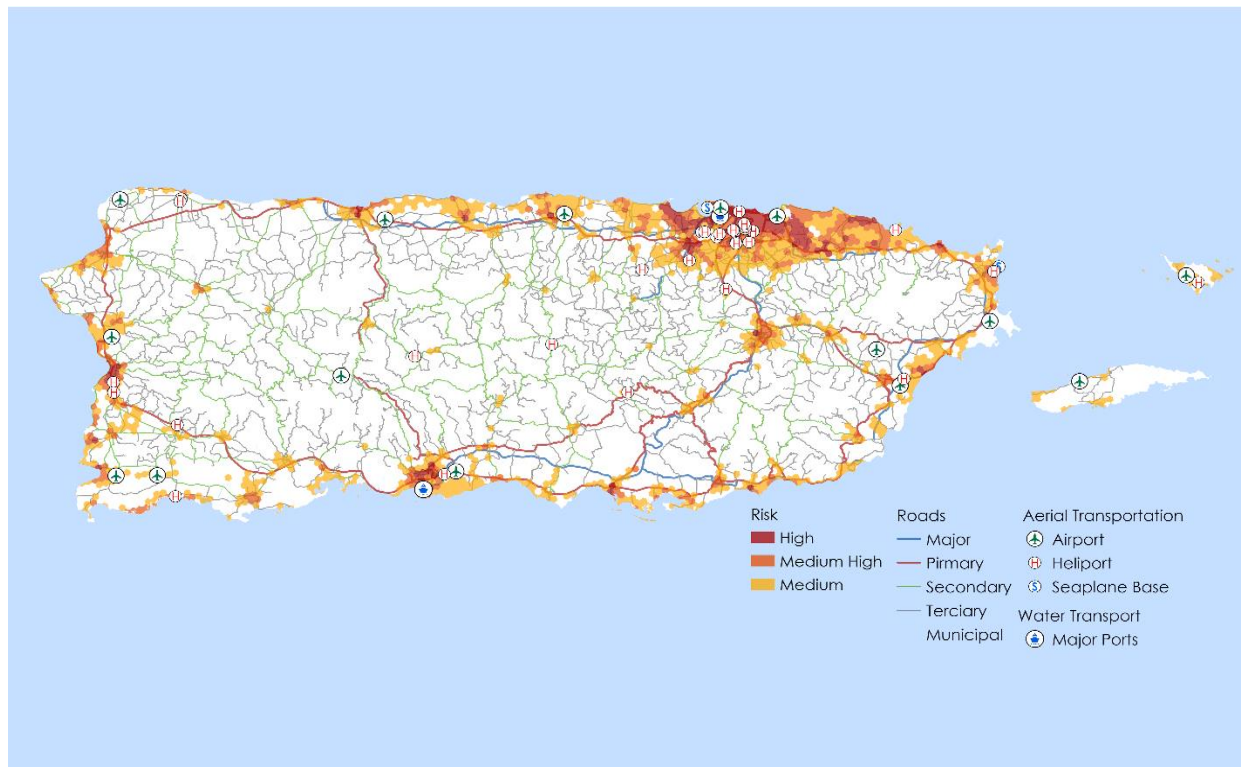 Risk
High
Medium High
Medium
Roads
Major
Pirmary
Secondary
Terciary
Municipal
Aerial Transportation
Airport
H Heliport
S Seaplane Base
Water Transport
Major Ports